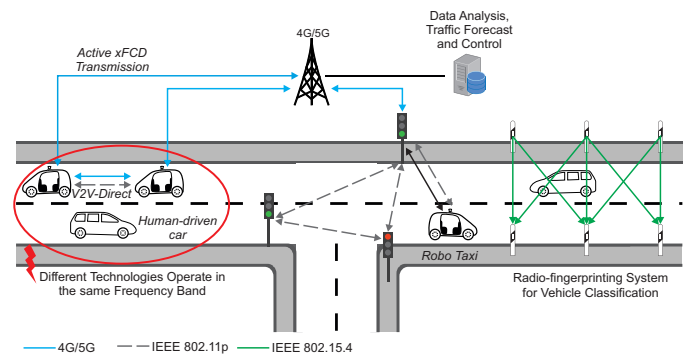 4G/5G
Data Analysis,
Traffic Forecast
and Control
Active xFCD
Transmission
V2V-Direct
Human-driven
car
Robo Taxi
Different Technologies Operate in
the same Frequency Band
Radio-fingerprinting System
for Vehicle Classification
4G/5G
IEEE 802.11p
IEEE 802.15.4